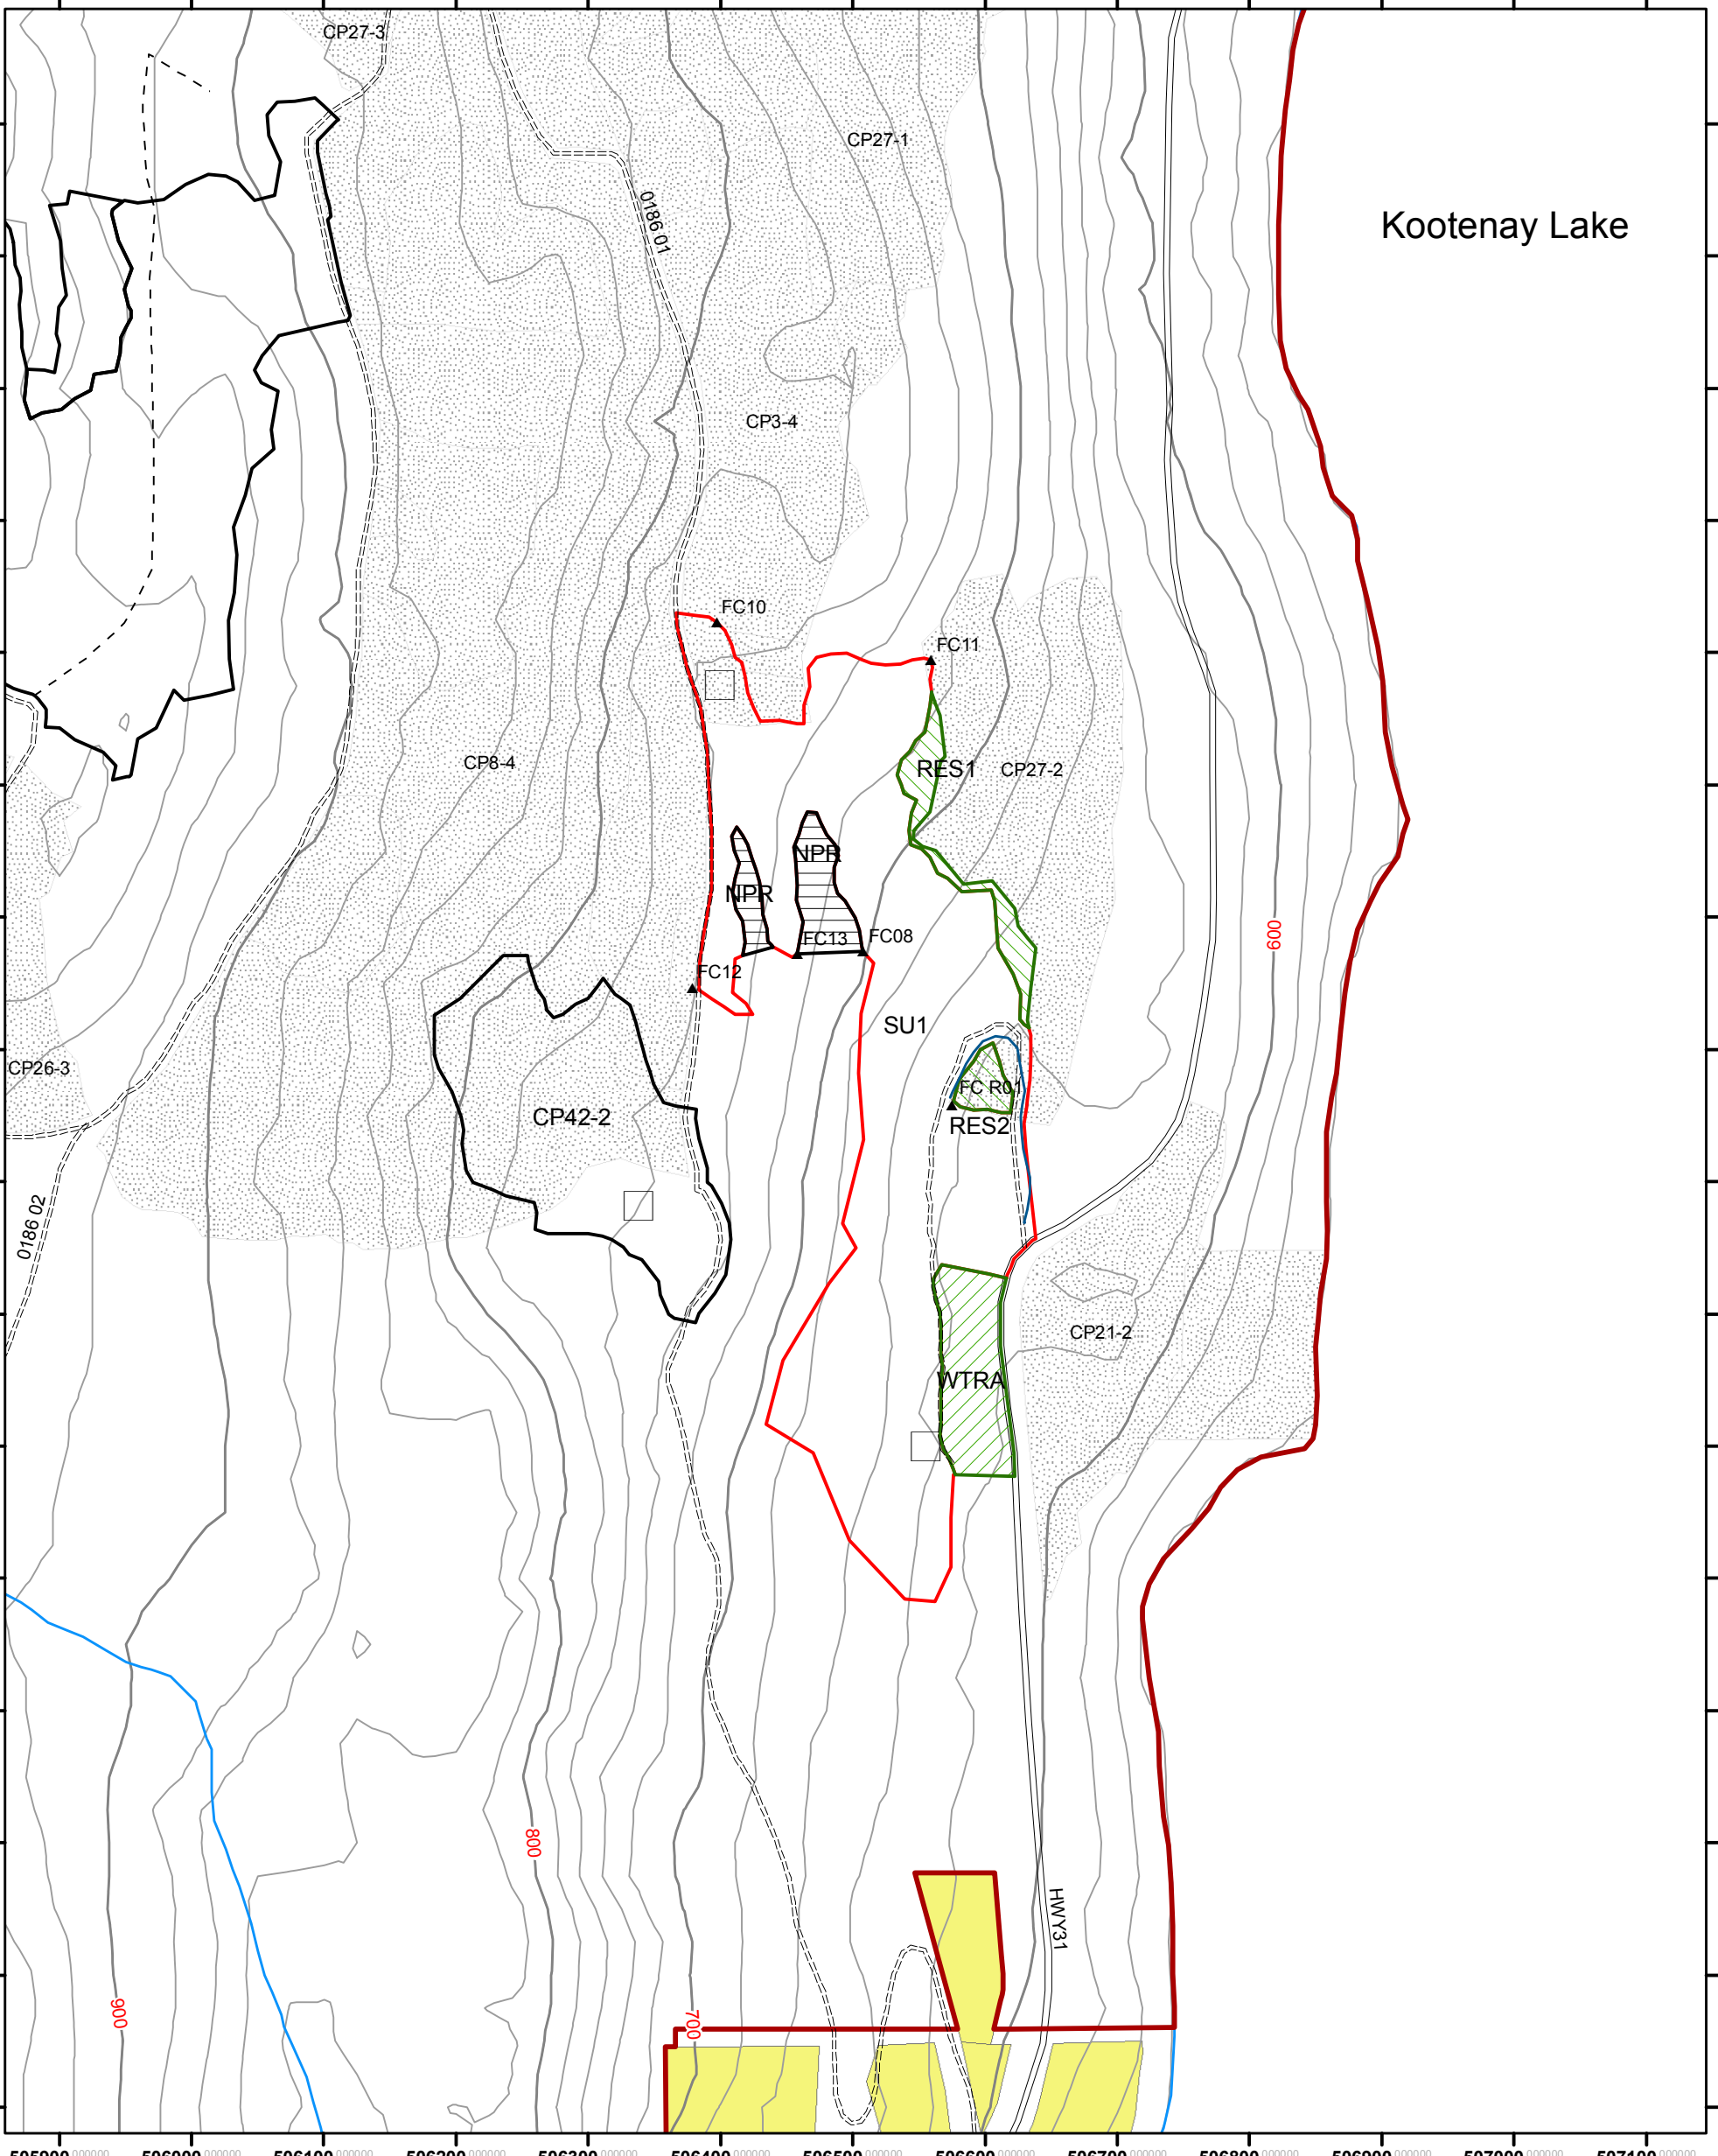 CP27-3
CP27-1
0186 01
Kootenay Lake
CP3-4
FC10
FC11
CP8-4
RES1
CP27-2
NPR
NPR
FC13
FC08
600
FC12
SU1
CP26-3
FC R01
CP42-2
RES2
0186 02
CP21-2
WTRA
800
HWY31
900
700